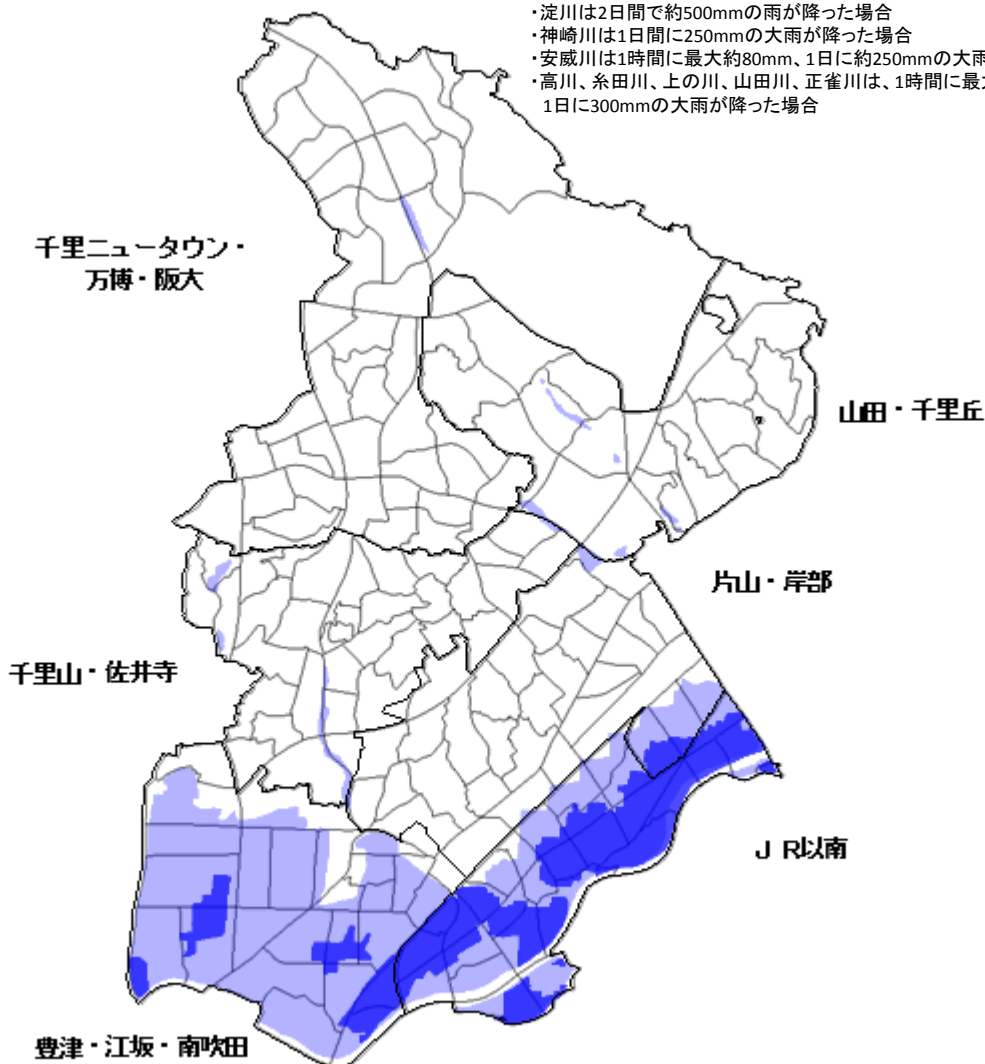 ・淀川は2日間で約500mmの雨が降った場合
・神崎川は1日間に250mmの大雨が降った場合
・安威川は1時間に最大約80mm、1日に約250mmの大雨
・高川、糸田川、上の川、山田川、正雀川は、1時間に最
1日に300mmの大雨が降った場合
千里ニュータウン・
万博・阪大
山田・千里丘
片山・岸部
千里山・佐井寺
ＪＲ以南
豊津・江坂・南吹田